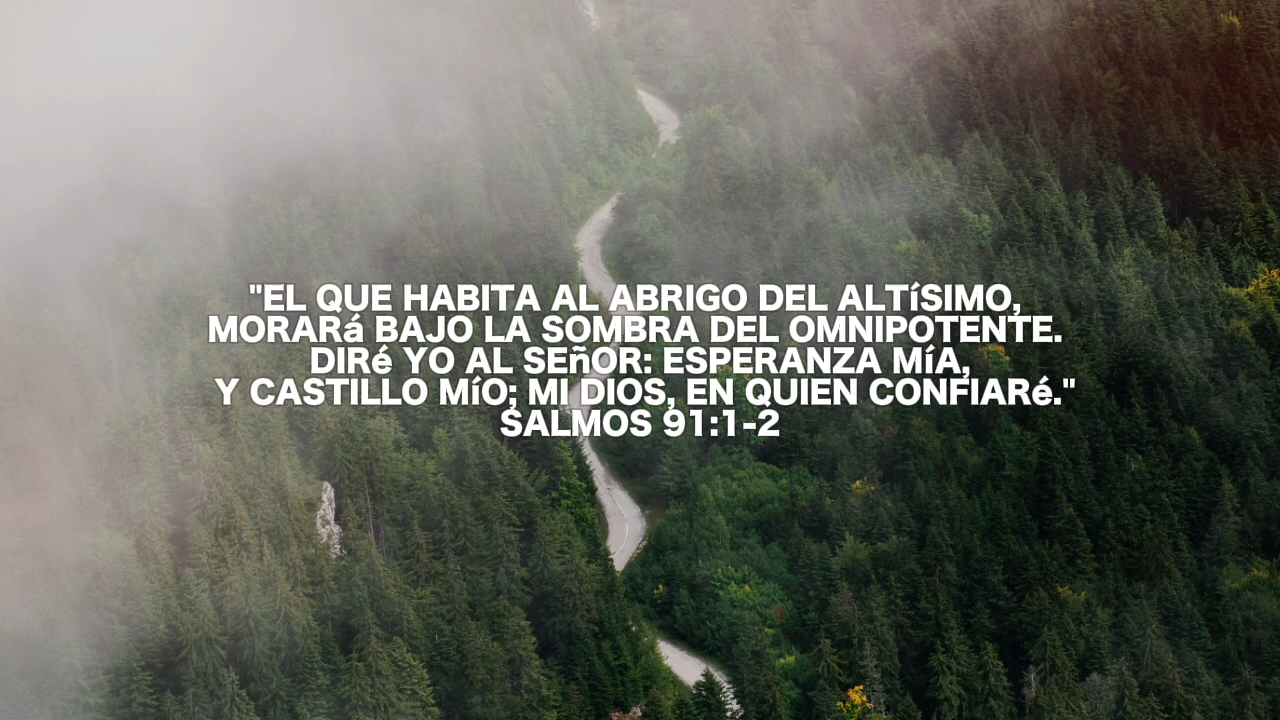 "EL QUE HABITA AL ABRIGO DEL ALTíSIMO,
MORARá BAJO LA SOMBRA DEL OMNIPOTENTE.
DIRé YO AL SEñOR: ESPERANZA MíA,
Y CASTILLO MíO; MI DIOS, EN QUIEN CONFIARé."
SALMOS 91:1-2